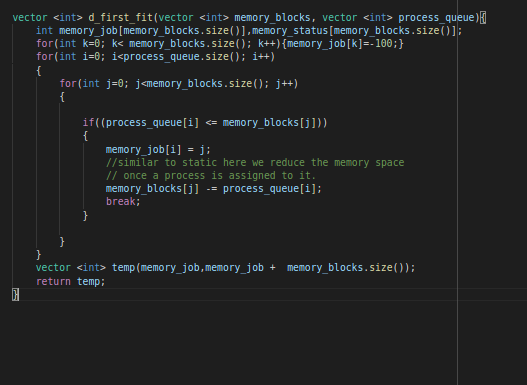 vector <int> d_first_fit(vector <int> memory_blocks, vector <int> process_queue){
    int memory_job[memory_blocks.size()],memory_status[memory_blocks.size()];
    for(int k=0; k< memory_blocks.size(); k++){memory_job[k]=-100;}
    for(int i=0; i<process_queue.size(); i++)
    {
        for(int j=0; j<memory_blocks.size(); j++)
        {
            if((process_queue[i] <= memory_blocks[j]))
            {
                memory_job[i] = j;
                //similar to static here we reduce the memory space
                // once a process is assigned to it.
                memory_blocks[j] -= process_queue[i];
                break;
            }
        }
    }
    vector <int> temp(memory_job,memory_job +  memory_blocks.size());
    return temp;
}